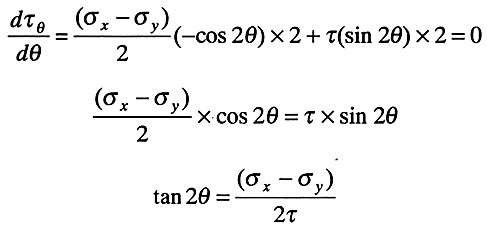 dτ_θ/dθ = (σ_x − σ_y)/2 (−cos 2θ) × 2 + τ(sin 2θ) × 2 = 0
(σ_x − σ_y)/2 × cos 2θ = τ × sin 2θ
tan 2θ = (σ_x − σ_y)/2τ